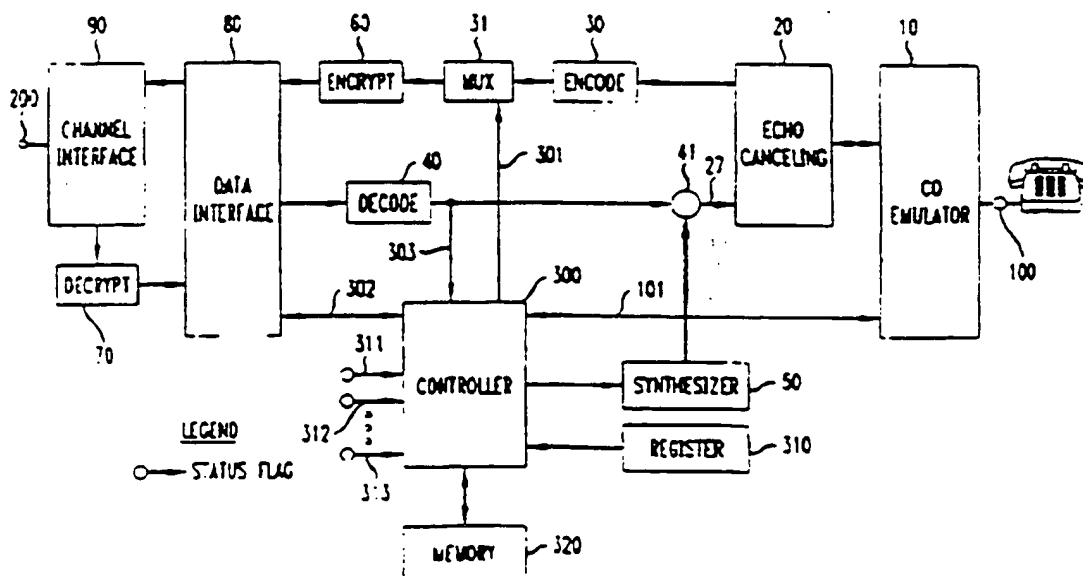 90 80 60 31 30 20 10
200
CHANNEL
INTERFACE
DATA
INTERFACE
ENCRYPT
MUX
ENCODE
ECHO
CANCELING
CO
EMULATOR
100
40
DECODE
301
41
27
303
DECRYPT
70
302
300
101
311
312
313
CONTROLLER
SYNTHESIZER
50
REGISTER
310
LEGEND
STATUS FLAG
MEMORY
320